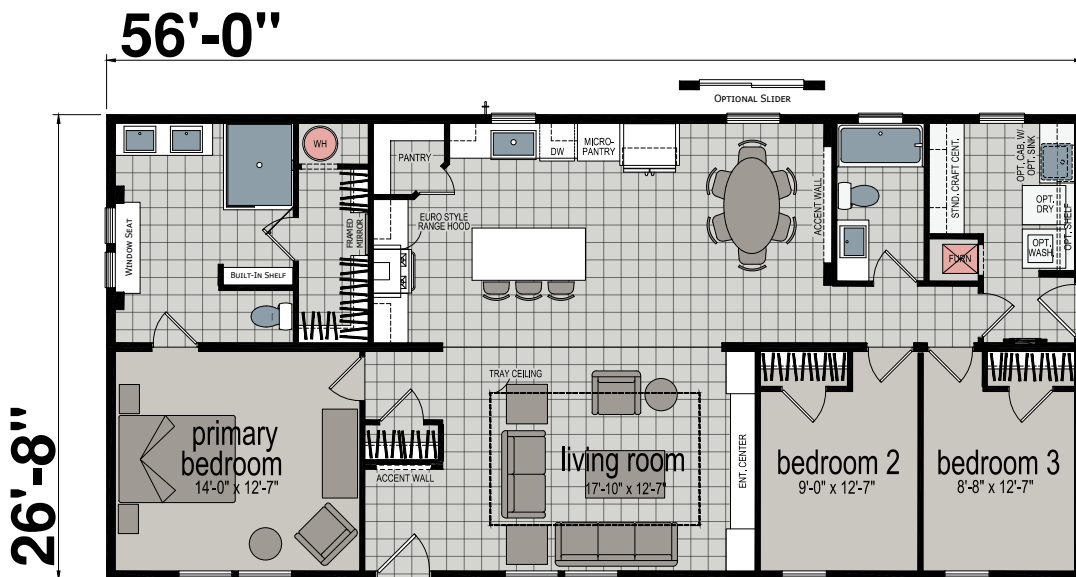 56'-0"
OPTIONAL SLIDER
WH
PANTRY
DW
MICRO-
PANTRY
EURO STYLE
RANGE HOOD
FRAMED
MIRROR
WINDOW SEAT
BUILT-IN SHELF
ACCENT WALL
STND. CRAFT CENT.
OPT. CAB. W/
OPT. SINK
OPT.
DRY
OPT. SHELF
OPT.
WASH
FURN
26'-8"
TRAY CEILING
primary
bedroom
14'-0" x 12'-7"
ACCENT WALL
living room
17'-10" x 12'-7"
ENT. CENTER
bedroom 2
9'-0" x 12'-7"
bedroom 3
8'-8" x 12'-7"